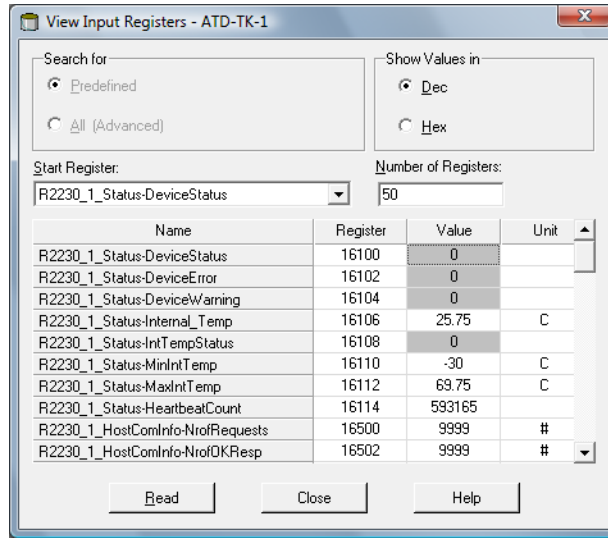 View Input Registers - ATD-TK-1
Search for
Predefined
All (Advanced)
Show Values in
Dec
Hex
Start Register:
R2230_1_Status-DeviceStatus
Number of Registers:
50
Name Register Value Unit
R2230_1_Status-DeviceStatus 16100 0
R2230_1_Status-DeviceError 16102 0
R2230_1_Status-DeviceWarning 16104 0
R2230_1_Status-Internal_Temp 16106 25.75 C
R2230_1_Status-IntTempStatus 16108 0
R2230_1_Status-MinIntTemp 16110 -30 C
R2230_1_Status-MaxIntTemp 16112 69.75 C
R2230_1_Status-HeartbeatCount 16114 593165
R2230_1_HostComInfo-NrofRequests 16500 9999 #
R2230_1_HostComInfo-NrofOKResp 16502 9999 #
Read Close Help